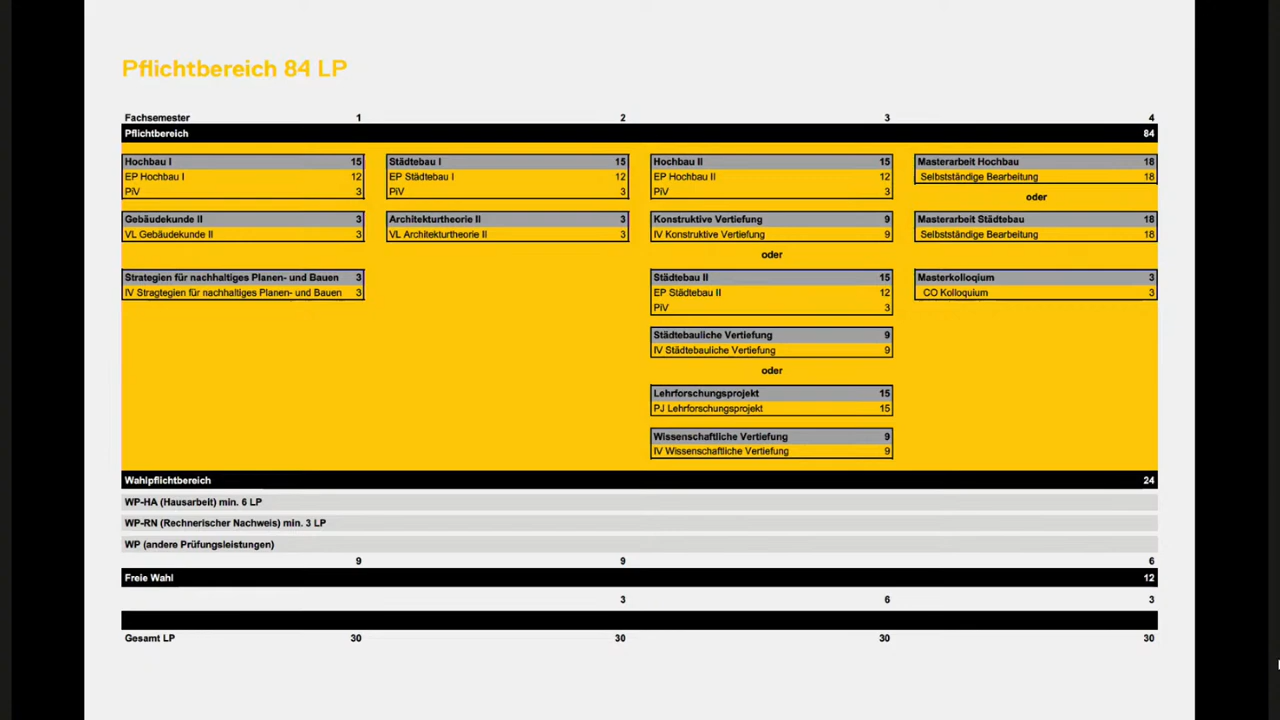 Pflichtbereich 84 LP
Fachsemester 1 2 3 4
Pflichtbereich 84
Hochbau I 15
EP Hochbau I 12
PiV 3
Gebäudekunde II 3
VL Gebäudekunde II 3
Strategien für nachhaltiges Planen- und Bauen 3
IV Stragtegien für nachhaltiges Planen- und Bauen 3
Städtebau I 15
EP Städtebau I 12
PiV 3
Architekturtheorie II 3
VL Architekturtheorie II 3
Hochbau II 15
EP Hochbau II 12
PiV 3
Konstruktive Vertiefung 9
IV Konstruktive Vertiefung 9
oder
Städtebau II 15
EP Städtebau II 12
PiV 3
Städtebauliche Vertiefung 9
IV Städtebauliche Vertiefung 9
oder
Lehrforschungsprojekt 15
PJ Lehrforschungsprojekt 15
Wissenschaftliche Vertiefung 9
IV Wissenschaftliche Vertiefung 9
Masterarbeit Hochbau 18
Selbstständige Bearbeitung 18
oder
Masterarbeit Städtebau 18
Selbstständige Bearbeitung 18
Masterkolloqium 3
CO Kolloquium 3
Wahlpflichtbereich 24
WP-HA (Hausarbeit) min. 6 LP
WP-RN (Rechnerischer Nachweis) min. 3 LP
WP (andere Prüfungsleistungen)
9 9 6
Freie Wahl 12
3 6 3
Gesamt LP 30 30 30 30